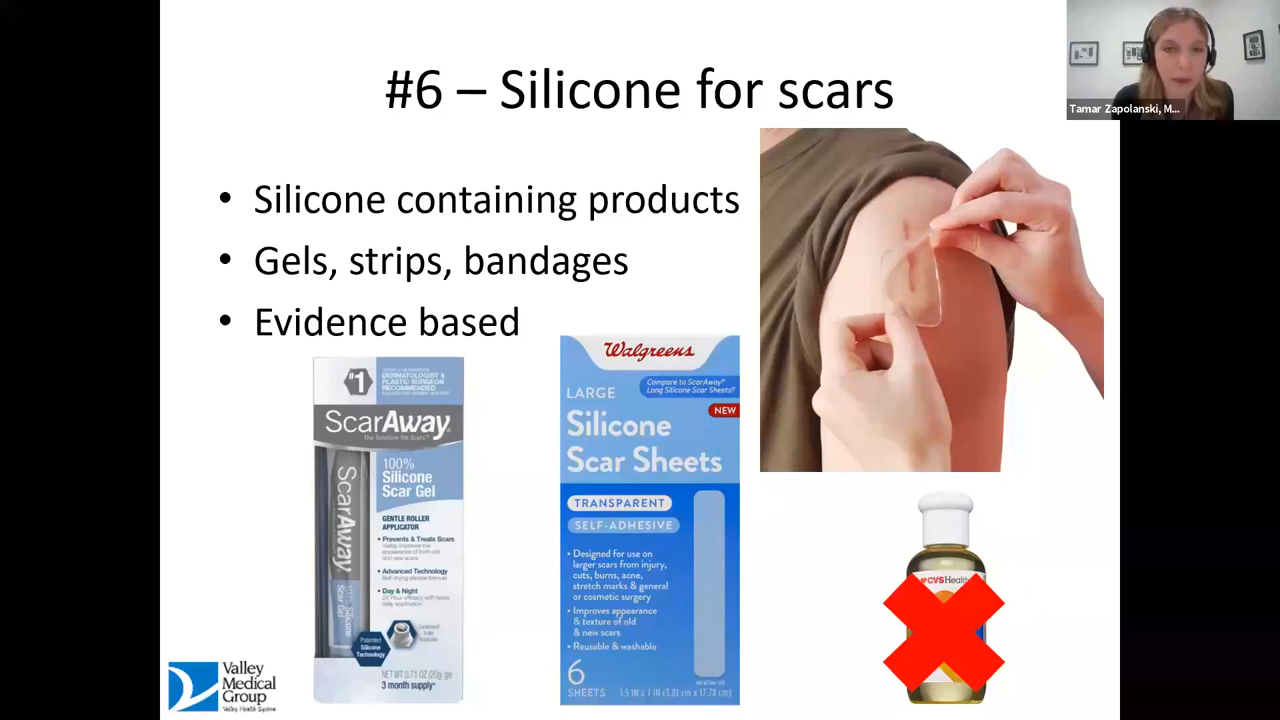 #6 – Silicone for scars
Tamar Zapolanski, M...
• Silicone containing products
• Gels, strips, bandages
• Evidence based
#1
DERMATOLOGIST &
PLASTIC SURGEON
RECOMMENDED
ScarAway
The Solution for Scars™
100%
Silicone
Scar Gel
GENTLE ROLLER
APPLICATOR
• Prevents & Treats Scars
Visibly improves the
appearance of both old
and new scars
• Advanced Technology
Self-drying silicone formula
• Day & Night
24 Hour efficacy with twice
daily application
ScarAway
Patented
Silicone
Technology
NET WT 0.71 OZ (20g) gel
3 month supply*
Walgreens
Compare to ScarAway®
Long Silicone Scar Sheets††
LARGE
NEW
Silicone
Scar Sheets
TRANSPARENT
SELF-ADHESIVE
• Designed for use on
larger scars from injury,
cuts, burns, acne,
stretch marks & general
or cosmetic surgery
• Improves appearance
& texture of old
& new scars
• Reusable & washable
6
SHEETS
1.5 IN x 7 IN (3.81 cm x 17.78 cm)
CVSHealth
Valley
Medical
Group
Valley Health System